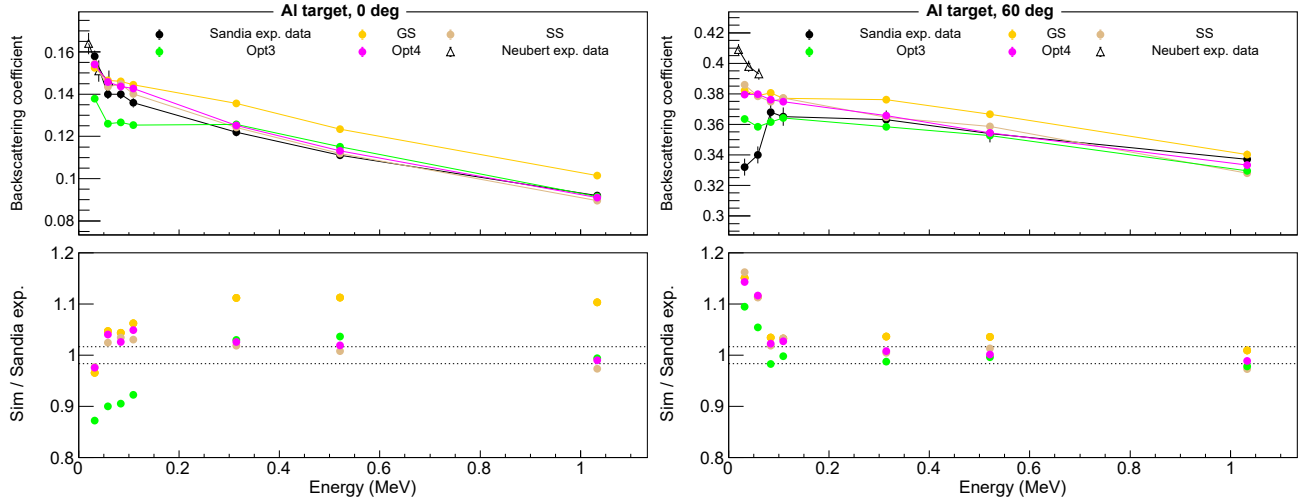 Al target, 0 deg
Sandia exp. data GS SS
Opt3 Opt4 Neubert exp. data
Backscattering coefficient
0.16
0.14
0.12
0.1
0.08
Sim / Sandia exp.
1.2
1.1
1
0.9
0.8
0 0.2 0.4 0.6 0.8 1
Energy (MeV)
Al target, 60 deg
Sandia exp. data GS SS
Opt3 Opt4 Neubert exp. data
Backscattering coefficient
0.42
0.4
0.38
0.36
0.34
0.32
0.3
Sim / Sandia exp.
1.2
1.1
1
0.9
0.8
0 0.2 0.4 0.6 0.8 1
Energy (MeV)